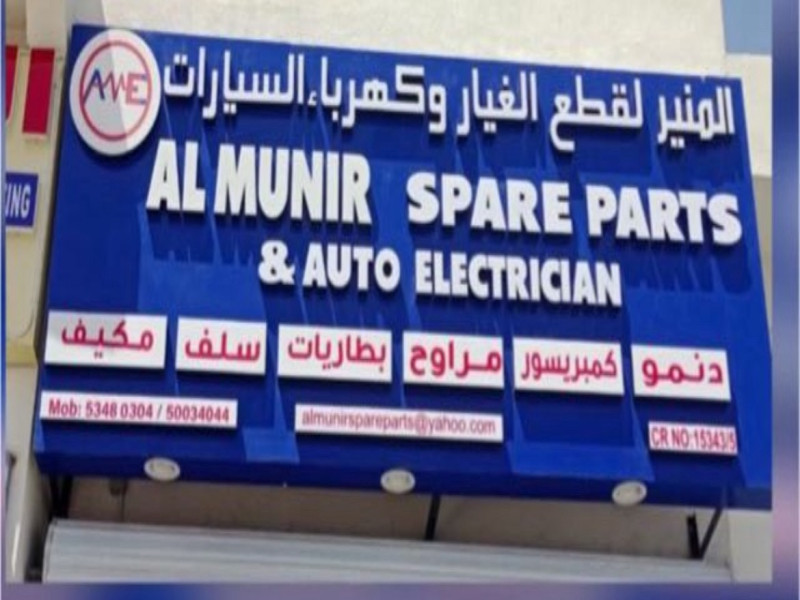 المنير لقطع الغيار وكهرباء السيارات
AME
AL MUNIR SPARE PARTS
& AUTO ELECTRICIAN
دنمو كمبريسور مراوح بطاريات سلف مكيف
Mob: 5348 0304 / 50034044
almunirspareparts@yahoo.com
CR NO:15343/5
ING